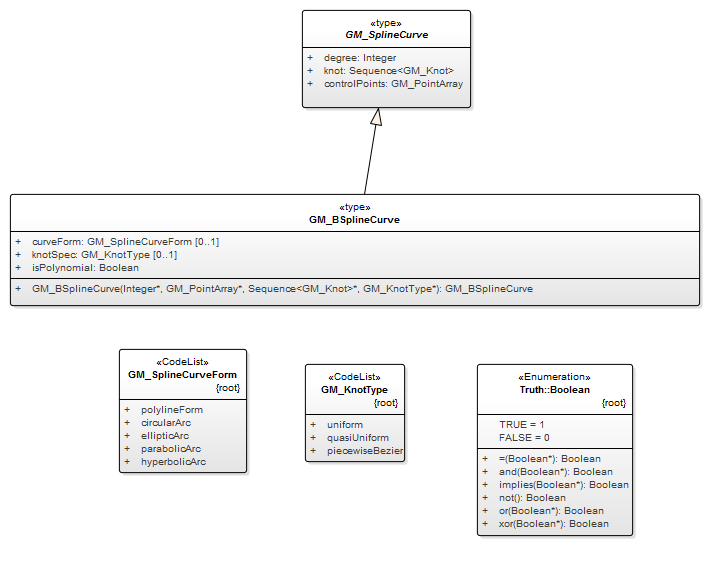 «type»
GM_SplineCurve
+ degree: Integer
+ knot: Sequence<GM_Knot>
+ controlPoints: GM_PointArray
«type»
GM_BSplineCurve
+ curveForm: GM_SplineCurveForm [0..1]
+ knotSpec: GM_KnotType [0..1]
+ isPolynomial: Boolean
+ GM_BSplineCurve(Integer*, GM_PointArray*, Sequence<GM_Knot>*, GM_KnotType*): GM_BSplineCurve
«CodeList»
GM_SplineCurveForm
{root}
+ polylineForm
+ circularArc
+ ellipticArc
+ parabolicArc
+ hyperbolicArc
«CodeList»
GM_KnotType
{root}
+ uniform
+ quasiUniform
+ piecewiseBezier
«Enumeration»
Truth::Boolean
{root}
TRUE = 1
FALSE = 0
+ =(Boolean*): Boolean
+ and(Boolean*): Boolean
+ implies(Boolean*): Boolean
+ not(): Boolean
+ or(Boolean*): Boolean
+ xor(Boolean*): Boolean